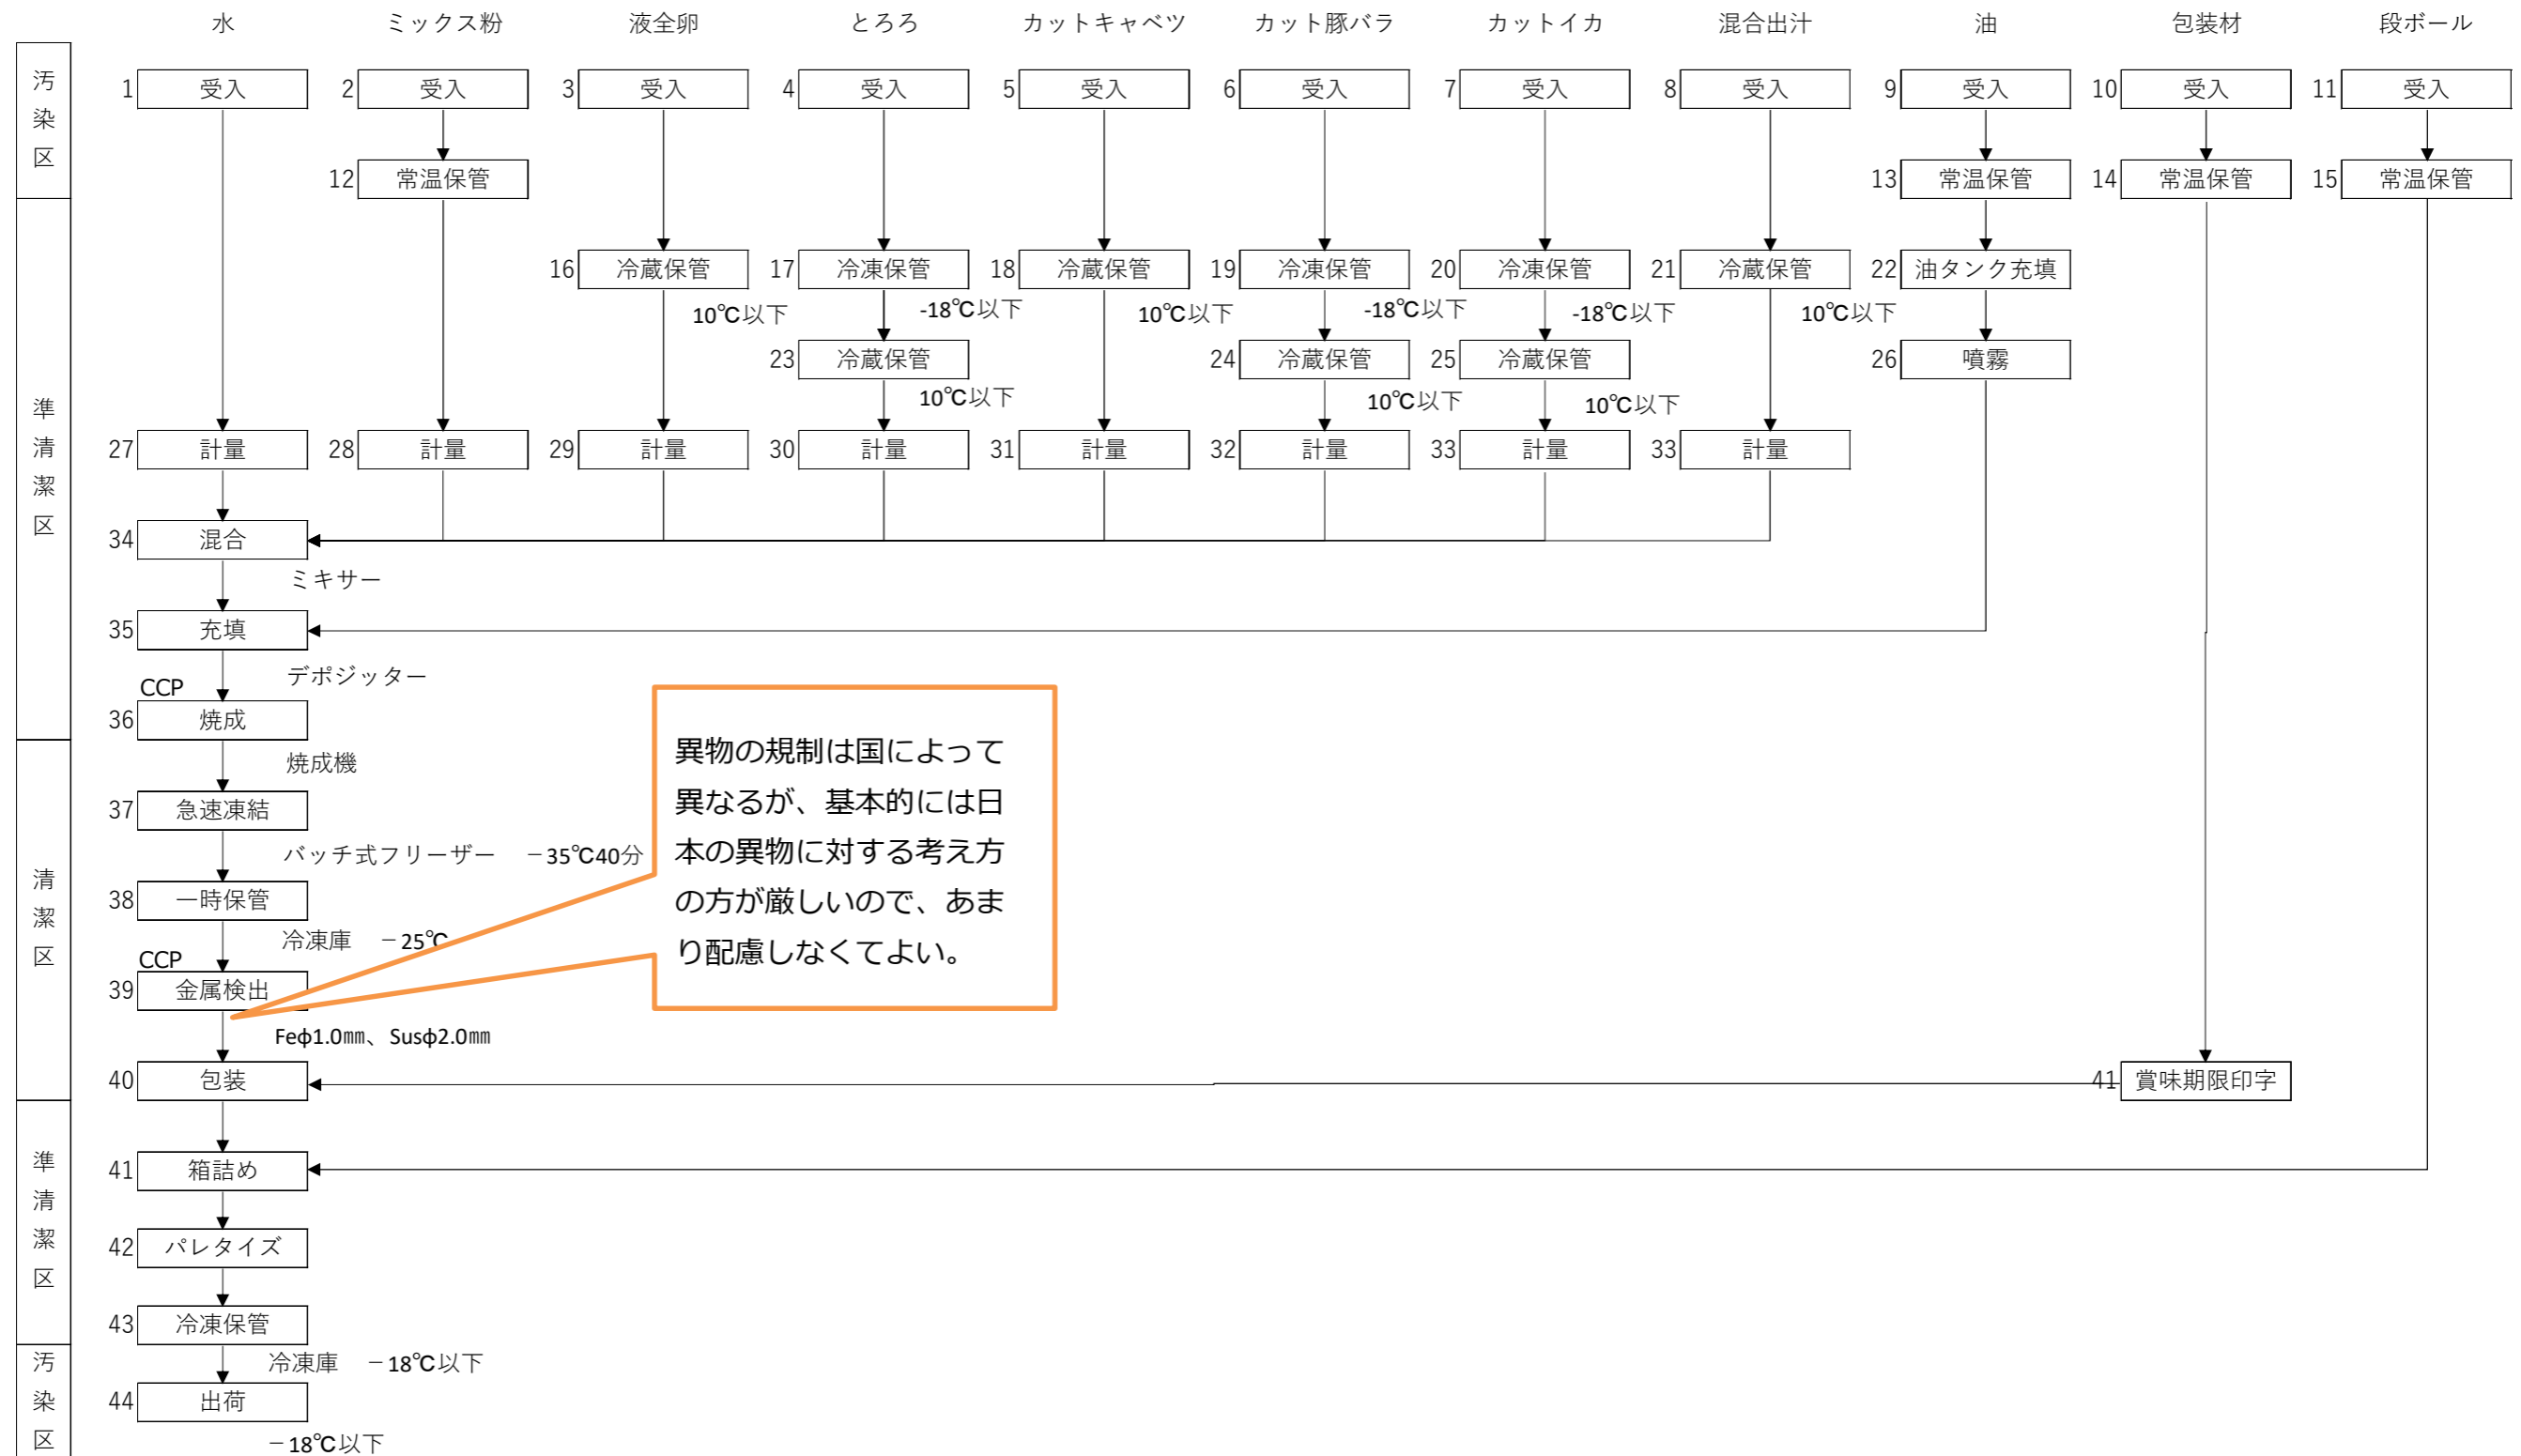 水 ミックス粉 液全卵 とろろ カットキャベツ カット豚バラ カットイカ 混合出汁 油 包装材 段ボール
汚染区
1 受入 2 受入 3 受入 4 受入 5 受入 6 受入 7 受入 8 受入 9 受入 10 受入 11 受入
12 常温保管 13 常温保管 14 常温保管 15 常温保管
準清潔区
16 冷蔵保管 17 冷凍保管 18 冷蔵保管 19 冷凍保管 20 冷凍保管 21 冷蔵保管 22 油タンク充填
10℃以下 -18℃以下 10℃以下 -18℃以下 -18℃以下 10℃以下
23 冷蔵保管 24 冷蔵保管 25 冷蔵保管 26 噴霧
10℃以下 10℃以下 10℃以下
27 計量 28 計量 29 計量 30 計量 31 計量 32 計量 33 計量 33 計量
34 混合
ミキサー
35 充填
デポジッター
CCP
36 焼成
焼成機
清潔区
37 急速凍結
バッチ式フリーザー －35℃40分
38 一時保管
冷凍庫 －25℃
CCP
39 金属検出
Feφ1.0㎜、Susφ2.0㎜
異物の規制は国によって
異なるが、基本的には日
本の異物に対する考え方
の方が厳しいので、あま
り配慮しなくてよい。
40 包装 41 賞味期限印字
準清潔区
41 箱詰め
42 パレタイズ
43 冷凍保管
冷凍庫 －18℃以下
汚染区
44 出荷
－18℃以下